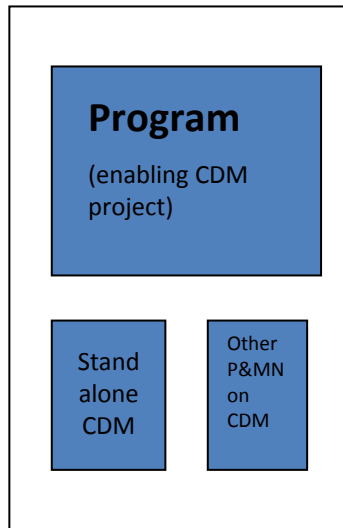 Program
(enabling CDM
project)
Stand
alone
CDM
Other
P&MN
on
CDM